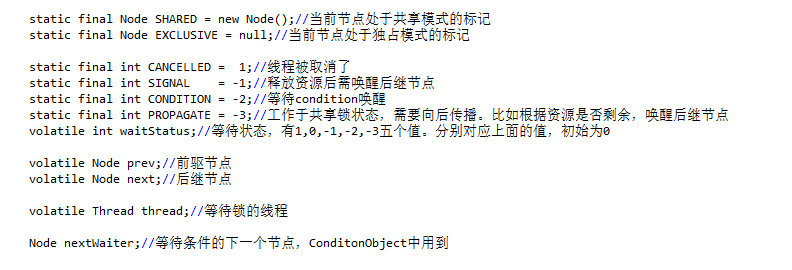 static final Node SHARED = new Node();//当前节点处于共享模式的标记
static final Node EXCLUSIVE = null;//当前节点处于独占模式的标记
static final int CANCELLED =  1;//线程被取消了
static final int SIGNAL    = -1;//释放资源后需唤醒后继节点
static final int CONDITION = -2;//等待condition唤醒
static final int PROPAGATE = -3;//工作于共享锁状态，需要向后传播。比如根据资源是否剩余，唤醒后继节点
volatile int waitStatus;//等待状态，有1,0,-1,-2,-3五个值。分别对应上面的值，初始为0
volatile Node prev;//前驱节点
volatile Node next;//后继节点
volatile Thread thread;//等待锁的线程
Node nextWaiter;//等待条件的下一个节点，ConditonObject中用到